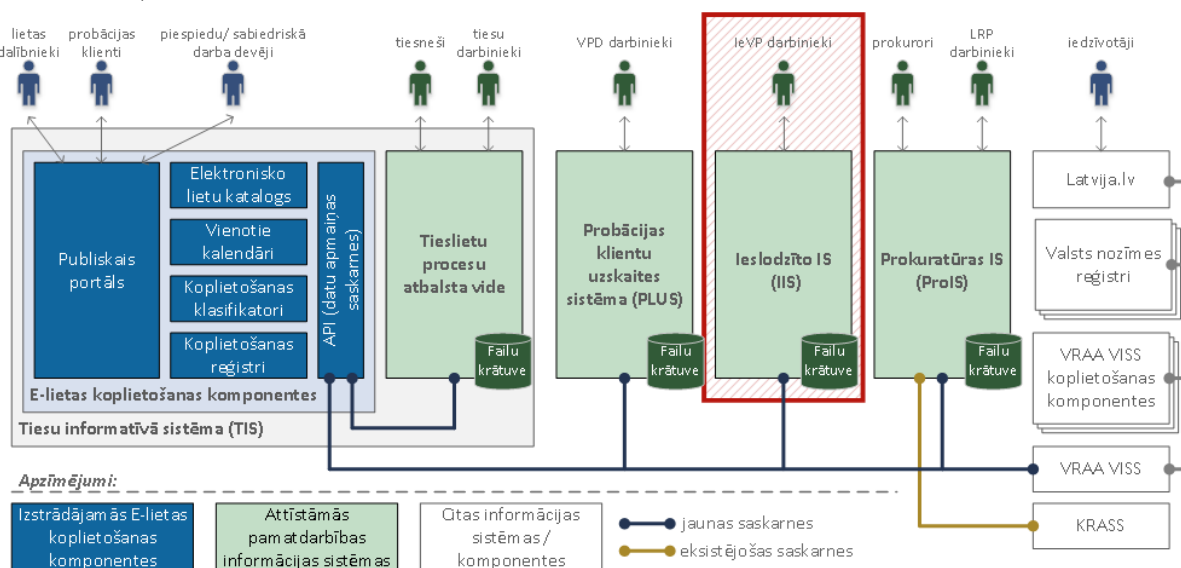 lietas
dalībnieki
probācijas
klienti
piespiedu/ sabiedriskā
darba devēji
tiesneši
tiesu
darbinieki
VPD darbinieki
IeVP darbinieki
prokurori
LRP
darbinieki
iedzīvotāji
Publiskais
portāls
Elektronisko
lietu katalogs
Vienotie
kalendāri
Koplietošanas
klasifikatori
Koplietošanas
reģistri
API (datu apmaiņas
saskarnes)
E-lietas koplietošanas komponentes
Tiesu informatīvā sistēma (TIS)
Tieslietu
procesu
atbalsta vide
Failu
krātuve
Probācijas
klientu
uzskaites
sistēma (PLUS)
Failu
krātuve
Ieslodzīto IS
(IIS)
Failu
krātuve
Prokuratūras IS
(ProIS)
Failu
krātuve
Latvija.lv
Valsts nozīmes
reģistri
VRAA VISS
koplietošanas
komponentes
VRAA VISS
KRASS
Apzīmējumi:
Izstrādājamās E-lietas
koplietošanas
komponentes
Attīstāmās
pamatdarbības
informācijas sistēmas
Citas informācijas
sistēmas/
komponentes
jaunas saskarnes
eksistējošas saskarnes